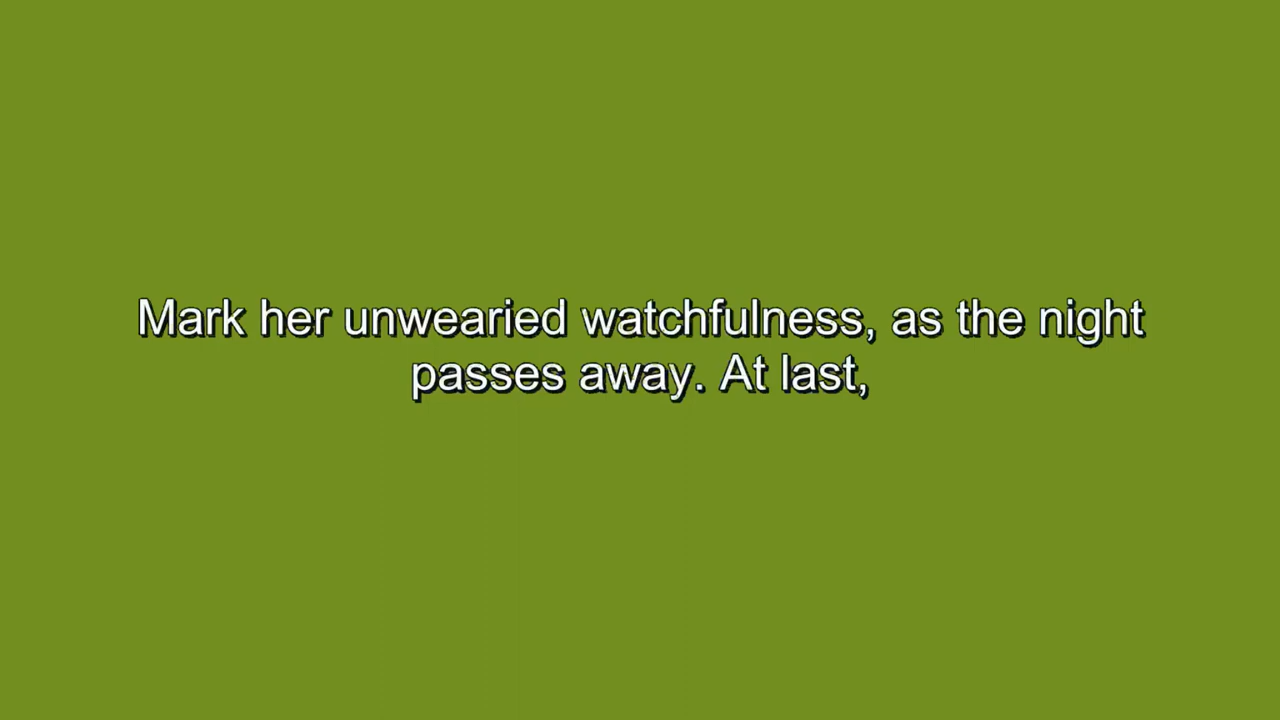 Mark her unwearied watchfulness, as the night
passes away. At last,